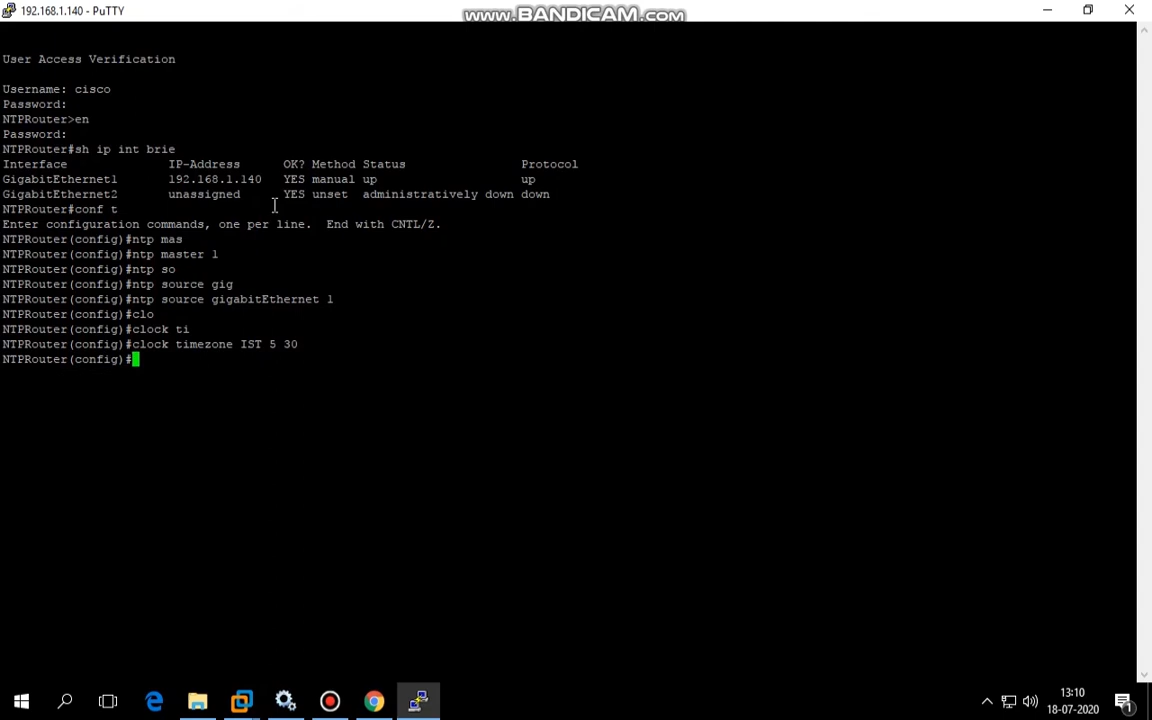 192.168.1.140 - PuTTY
www.BANDICAM.com
User Access Verification
Username: cisco
Password:
NTPRouter>en
Password:
NTPRouter#sh ip int brie
Interface IP-Address OK? Method Status Protocol
GigabitEthernet1 192.168.1.140 YES manual up up
GigabitEthernet2 unassigned YES unset administratively down down
NTPRouter#conf t
Enter configuration commands, one per line. End with CNTL/Z.
NTPRouter(config)#ntp mas
NTPRouter(config)#ntp master 1
NTPRouter(config)#ntp so
NTPRouter(config)#ntp source gig
NTPRouter(config)#ntp source gigabitEthernet 1
NTPRouter(config)#clo
NTPRouter(config)#clock ti
NTPRouter(config)#clock timezone IST 5 30
NTPRouter(config)#
13:10
18-07-2020
1